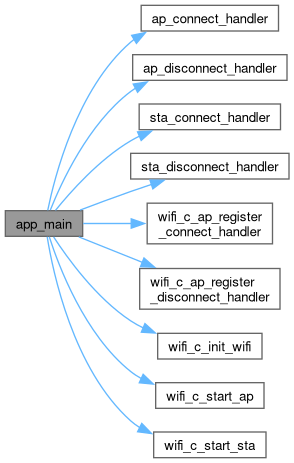 ap_connect_handler
ap_disconnect_handler
sta_connect_handler
sta_disconnect_handler
app_main
wifi_c_ap_register
_connect_handler
wifi_c_ap_register
_disconnect_handler
wifi_c_init_wifi
wifi_c_start_ap
wifi_c_start_sta